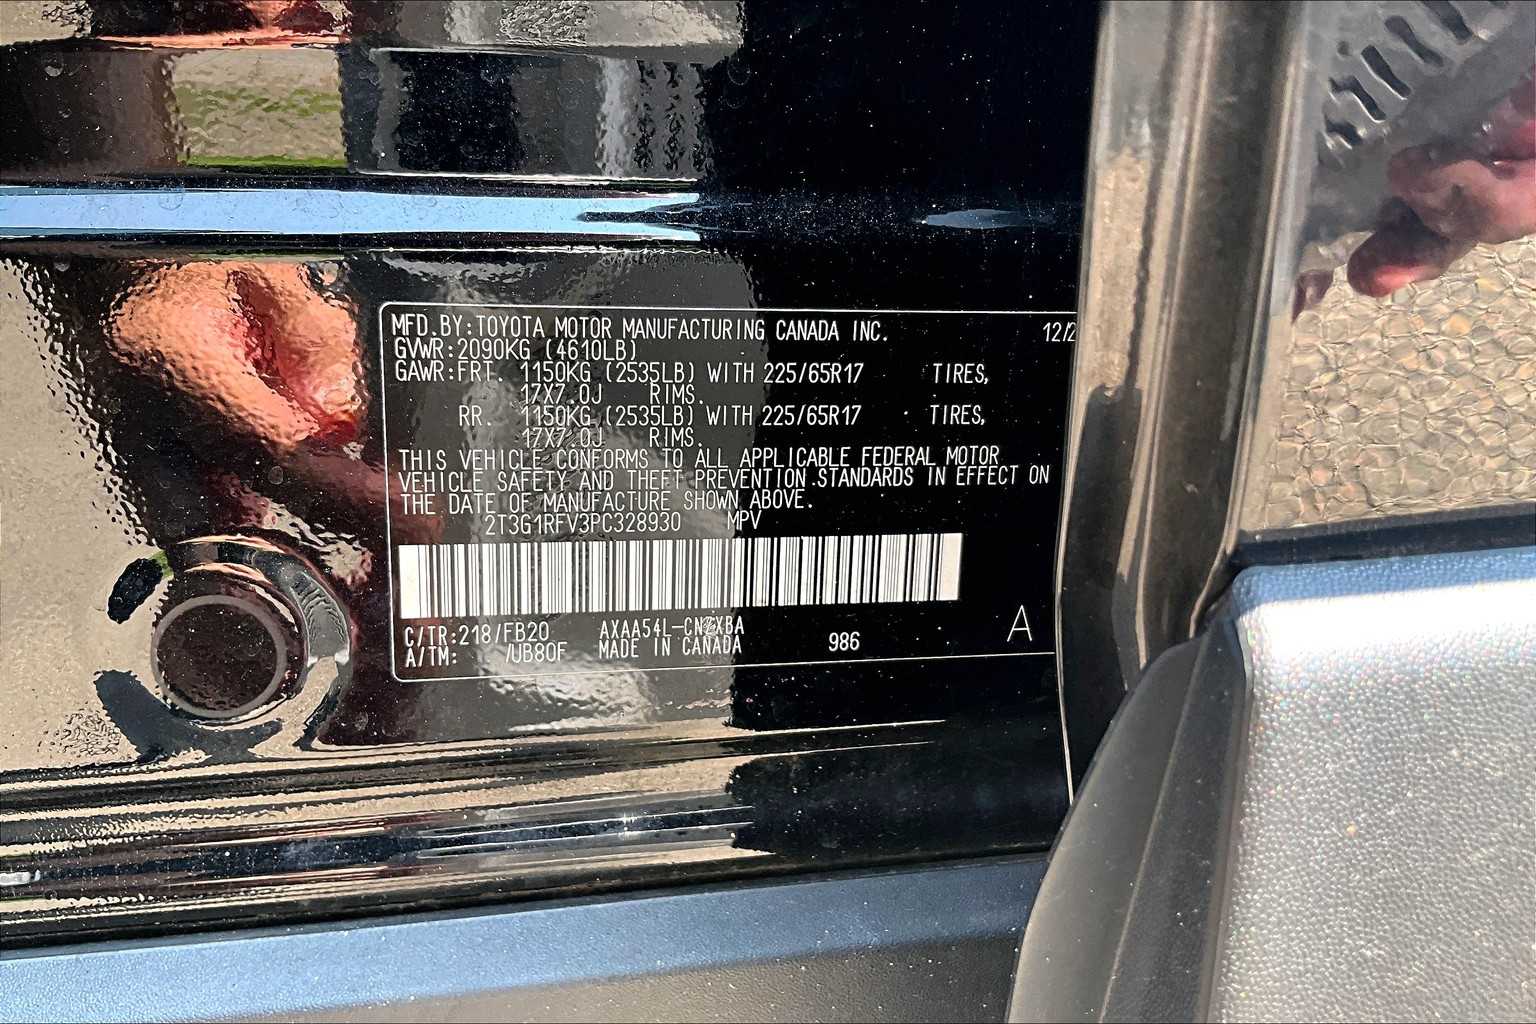 MFD.BY:TOYOTA MOTOR MANUFACTURING CANADA INC. 12/2
GVWR:2090KG (4610LB)
GAWR:FRT. 1150KG (2535LB) WITH 225/65R17 TIRES,
17X7.0J RIMS.
RR. 1150KG (2535LB) WITH 225/65R17 TIRES,
17X7.0J RIMS.
THIS VEHICLE CONFORMS TO ALL APPLICABLE FEDERAL MOTOR
VEHICLE SAFETY AND THEFT PREVENTION STANDARDS IN EFFECT ON
THE DATE OF MANUFACTURE SHOWN ABOVE.
2T3G1RFV3PC328930 MPV
C/TR:218/FB20 986 A
A/TM: /UB80F MADE IN CANADA